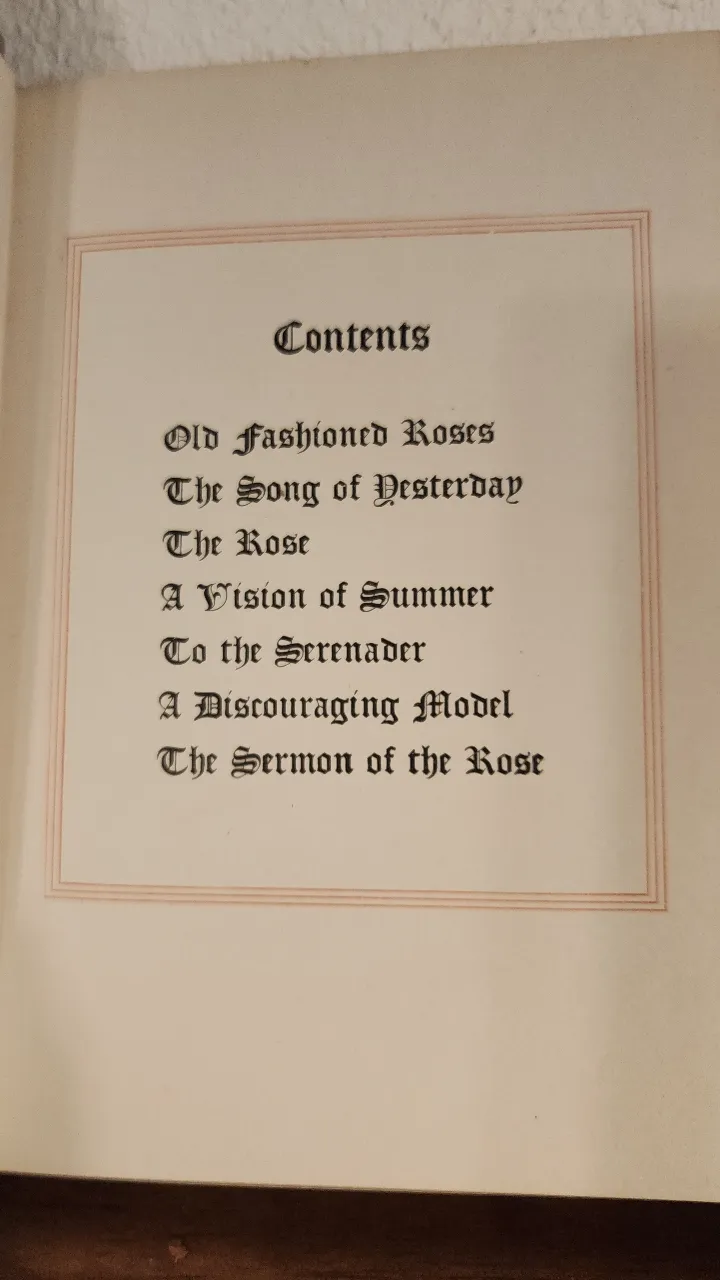 Contents
Old Fashioned Roses
The Song of Yesterday
The Rose
A Vision of Summer
To the Serenader
A Discouraging Model
The Sermon of the Rose